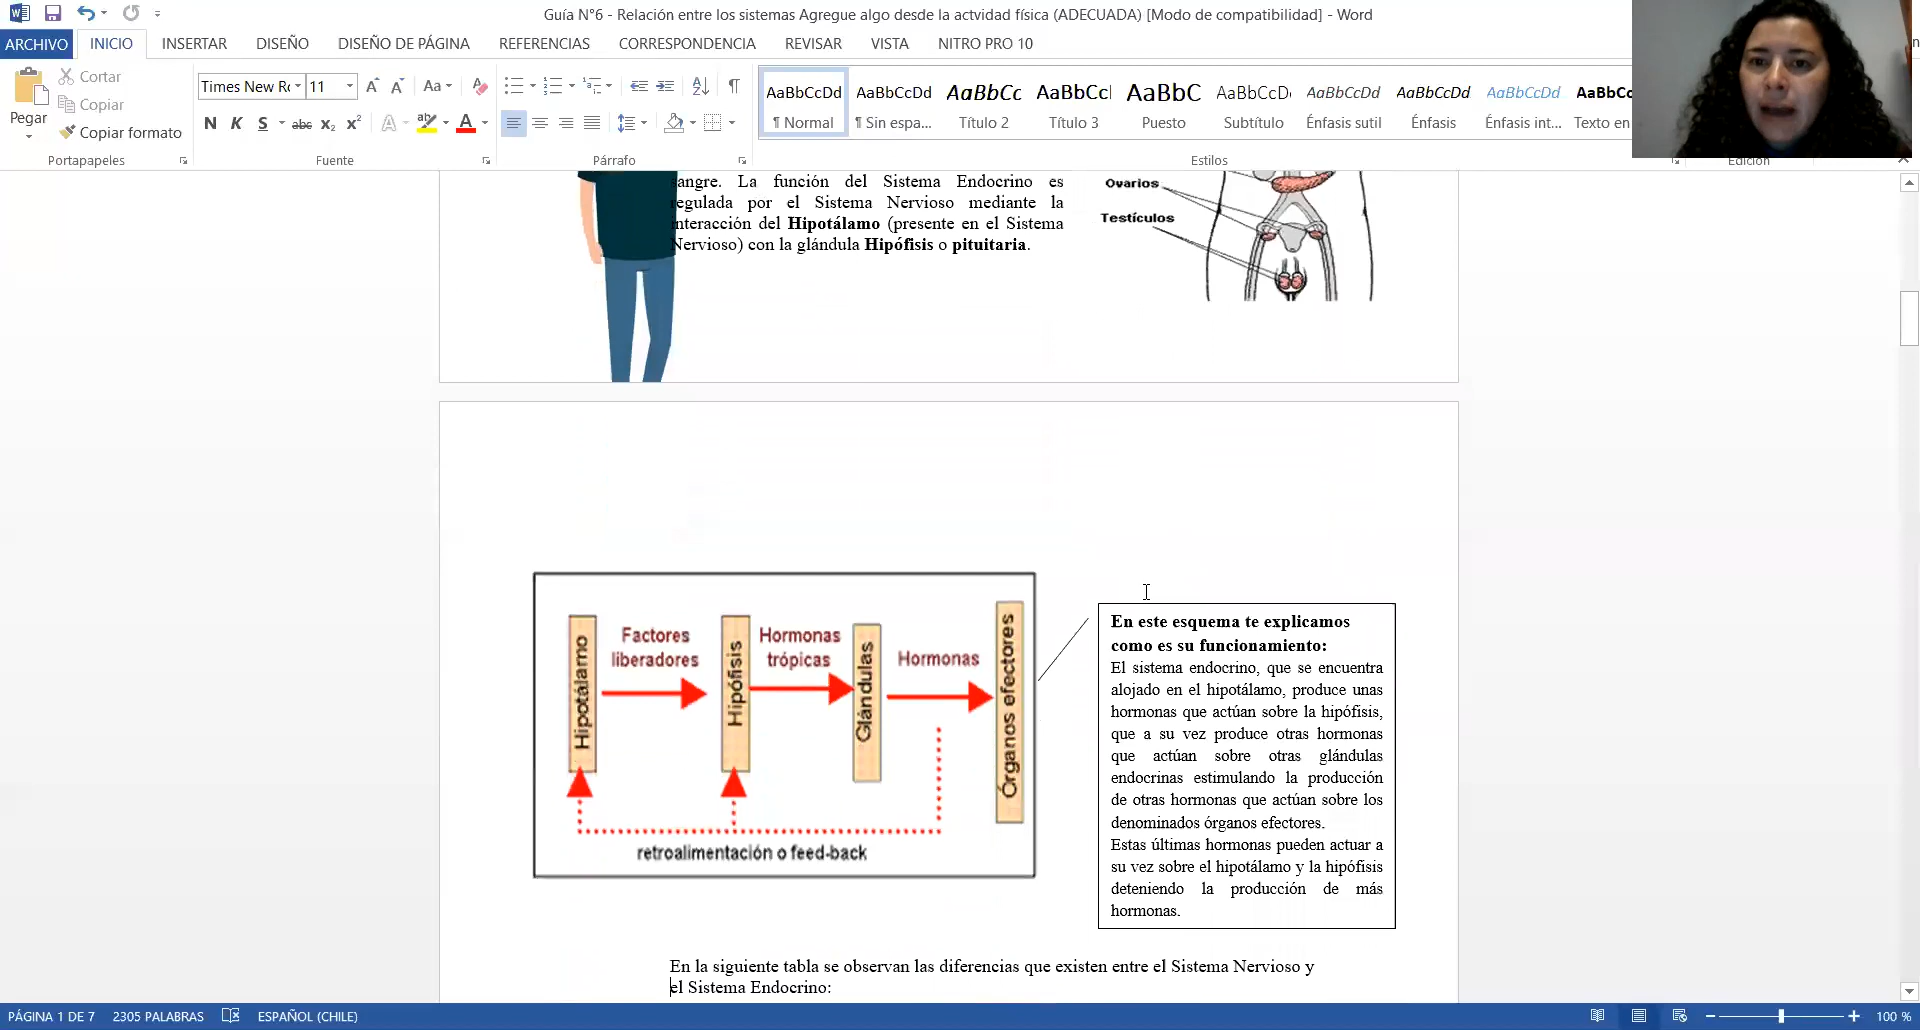 Guía N°6 - Relación entre los sistemas Agregue algo desde la actvidad física (ADECUADA) [Modo de compatibilidad] - Word
ARCHIVO INICIO INSERTAR DISEÑO DISEÑO DE PÁGINA REFERENCIAS CORRESPONDENCIA REVISAR VISTA NITRO PRO 10
Pegar
Cortar
Copiar
Copiar formato
Portapapeles
Times New Rc 11
Aa
N K S abc x₂ x² A ab A
Fuente
Párrafo
AaBbCcDd AaBbCcDd AaBbCc AaBbCcI AaBbC AaBbCcD AaBbCcDd AaBbCcDd AaBbCcDd AaBbCc
¶ Normal ¶ Sin espa... Título 2 Título 3 Puesto Subtítulo Énfasis sutil Énfasis Énfasis int... Texto en
Estilos
Edición
sangre. La función del Sistema Endocrino es
regulada por el Sistema Nervioso mediante la
interacción del Hipotálamo (presente en el Sistema
Nervioso) con la glándula Hipófisis o pituitaria.
Ovarios
Testículos
Hipotálamo
Factores
liberadores
Hipófisis
Hormonas
trópicas
Glándulas
Hormonas
Órganos efectores
retroalimentación o feed-back
En este esquema te explicamos
como es su funcionamiento:
El sistema endocrino, que se encuentra
alojado en el hipotálamo, produce unas
hormonas que actúan sobre la hipófisis,
que a su vez produce otras hormonas
que actúan sobre otras glándulas
endocrinas estimulando la producción
de otras hormonas que actúan sobre los
denominados órganos efectores.
Estas últimas hormonas pueden actuar a
su vez sobre el hipotálamo y la hipófisis
deteniendo la producción de más
hormonas.
En la siguiente tabla se observan las diferencias que existen entre el Sistema Nervioso y
el Sistema Endocrino:
PÁGINA 1 DE 7 2305 PALABRAS ESPAÑOL (CHILE) 100 %